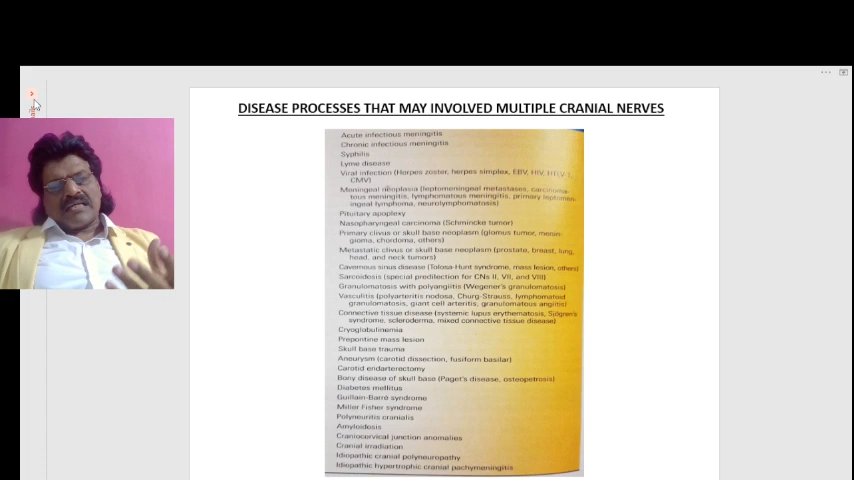 DISEASE PROCESSES THAT MAY INVOLVED MULTIPLE CRANIAL NERVES
Acute infectious meningitis
Chronic infectious meningitis
Syphilis
Lyme disease
Viral infection (Herpes zoster, herpes simplex, EBV, HIV, HTLV-1,
CMV)
Meningeal neoplasia (leptomeningeal metastases, carcinoma-
tous meningitis, lymphomatous meningitis, primary leptomen-
ingeal lymphoma, neurolymphomatosis)
Pituitary apoplexy
Nasopharyngeal carcinoma (Schmincke tumor)
Primary clivus or skull base neoplasm (glomus tumor, menin-
gioma, chordoma, others)
Metastatic clivus or skull base neoplasm (prostate, breast, lung,
head, and neck tumors)
Cavernous sinus disease (Tolosa-Hunt syndrome, mass lesion, others)
Sarcoidosis (special predilection for CNs II, VII, and VIII)
Granulomatosis with polyangiitis (Wegener's granulomatosis)
Vasculitis (polyarteritis nodosa, Churg-Strauss, lymphomatoid
granulomatosis, giant cell arteritis, granulomatous angiitis)
Connective tissue disease (systemic lupus erythematosis, Sjögren's
syndrome, scleroderma, mixed connective tissue disease)
Cryoglobulinemia
Prepontine mass lesion
Skull base trauma
Aneurysm (carotid dissection, fusiform basilar)
Carotid endarterectomy
Bony disease of skull base (Paget's disease, osteopetrosis)
Diabetes mellitus
Guillain-Barré syndrome
Miller Fisher syndrome
Polyneuritis cranialis
Amyloidosis
Craniocervical junction anomalies
Cranial irradiation
Idiopathic cranial polyneuropathy
Idiopathic hypertrophic cranial pachymeningitis